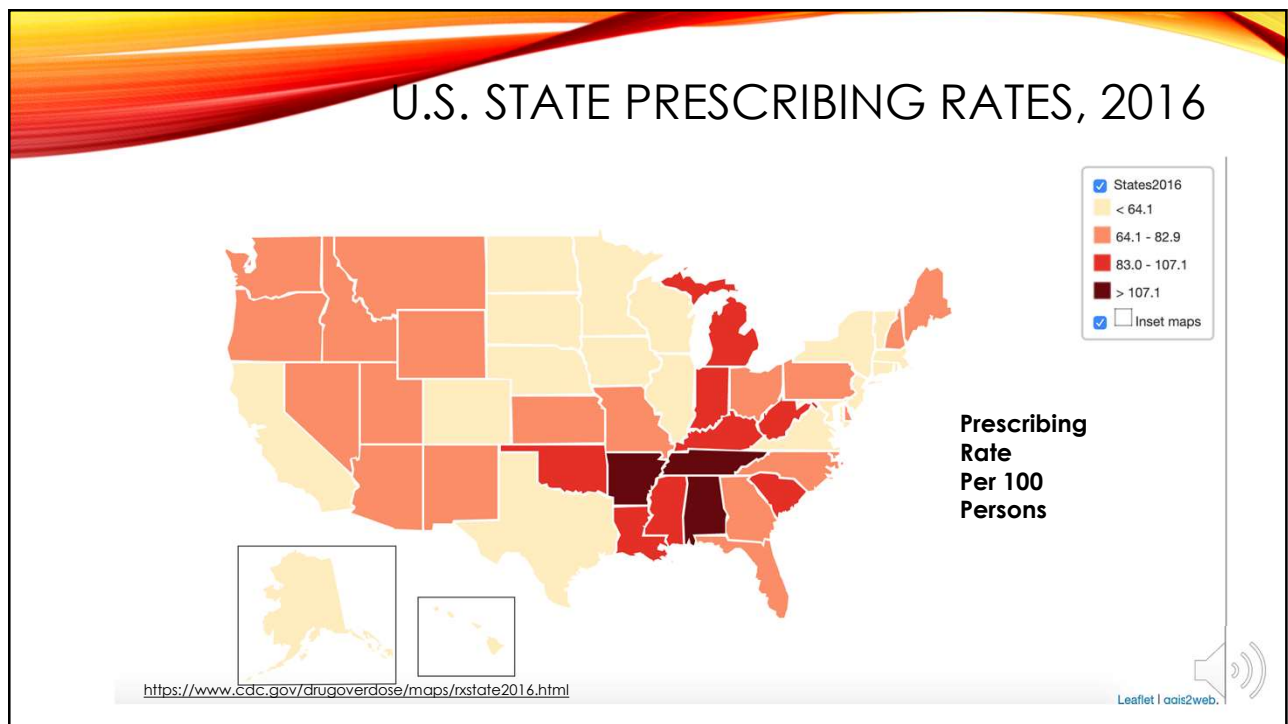 U.S. STATE PRESCRIBING RATES, 2016
States2016
< 64.1
64.1 - 82.9
83.0 - 107.1
> 107.1
Inset maps
Prescribing
Rate
Per 100
Persons
https://www.cdc.gov/drugoverdose/maps/rxstate2016.html
Leaflet | qgis2web.